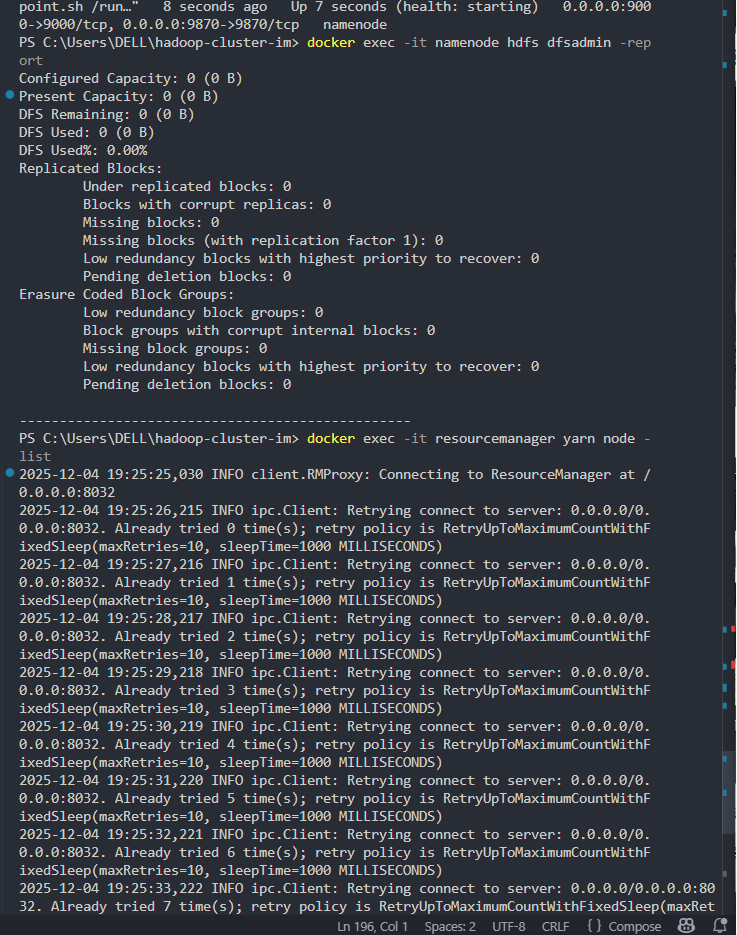 point.sh /run…"   8 seconds ago   Up 7 seconds (health: starting)   0.0.0.0:900
0->9000/tcp, 0.0.0.0:9870->9870/tcp   namenode
PS C:\Users\DELL\hadoop-cluster-im> docker exec -it namenode hdfs dfsadmin -rep
ort
Configured Capacity: 0 (0 B)
Present Capacity: 0 (0 B)
DFS Remaining: 0 (0 B)
DFS Used: 0 (0 B)
DFS Used%: 0.00%
Replicated Blocks:
        Under replicated blocks: 0
        Blocks with corrupt replicas: 0
        Missing blocks: 0
        Missing blocks (with replication factor 1): 0
        Low redundancy blocks with highest priority to recover: 0
        Pending deletion blocks: 0
Erasure Coded Block Groups:
        Low redundancy block groups: 0
        Block groups with corrupt internal blocks: 0
        Missing block groups: 0
        Low redundancy blocks with highest priority to recover: 0
        Pending deletion blocks: 0
-------------------------------------------------
PS C:\Users\DELL\hadoop-cluster-im> docker exec -it resourcemanager yarn node -
list
2025-12-04 19:25:25,030 INFO client.RMProxy: Connecting to ResourceManager at /
0.0.0.0:8032
2025-12-04 19:25:26,215 INFO ipc.Client: Retrying connect to server: 0.0.0.0/0.
0.0.0:8032. Already tried 0 time(s); retry policy is RetryUpToMaximumCountWithF
ixedSleep(maxRetries=10, sleepTime=1000 MILLISECONDS)
2025-12-04 19:25:27,216 INFO ipc.Client: Retrying connect to server: 0.0.0.0/0.
0.0.0:8032. Already tried 1 time(s); retry policy is RetryUpToMaximumCountWithF
ixedSleep(maxRetries=10, sleepTime=1000 MILLISECONDS)
2025-12-04 19:25:28,217 INFO ipc.Client: Retrying connect to server: 0.0.0.0/0.
0.0.0:8032. Already tried 2 time(s); retry policy is RetryUpToMaximumCountWithF
ixedSleep(maxRetries=10, sleepTime=1000 MILLISECONDS)
2025-12-04 19:25:29,218 INFO ipc.Client: Retrying connect to server: 0.0.0.0/0.
0.0.0:8032. Already tried 3 time(s); retry policy is RetryUpToMaximumCountWithF
ixedSleep(maxRetries=10, sleepTime=1000 MILLISECONDS)
2025-12-04 19:25:30,219 INFO ipc.Client: Retrying connect to server: 0.0.0.0/0.
0.0.0:8032. Already tried 4 time(s); retry policy is RetryUpToMaximumCountWithF
ixedSleep(maxRetries=10, sleepTime=1000 MILLISECONDS)
2025-12-04 19:25:31,220 INFO ipc.Client: Retrying connect to server: 0.0.0.0/0.
0.0.0:8032. Already tried 5 time(s); retry policy is RetryUpToMaximumCountWithF
ixedSleep(maxRetries=10, sleepTime=1000 MILLISECONDS)
2025-12-04 19:25:32,221 INFO ipc.Client: Retrying connect to server: 0.0.0.0/0.
0.0.0:8032. Already tried 6 time(s); retry policy is RetryUpToMaximumCountWithF
ixedSleep(maxRetries=10, sleepTime=1000 MILLISECONDS)
2025-12-04 19:25:33,222 INFO ipc.Client: Retrying connect to server: 0.0.0.0/0.0.0.0:80
32. Already tried 7 time(s); retry policy is RetryUpToMaximumCountWithFixedSleep(maxRet
Ln 196, Col 1   Spaces: 2   UTF-8   CRLF   { } Compose